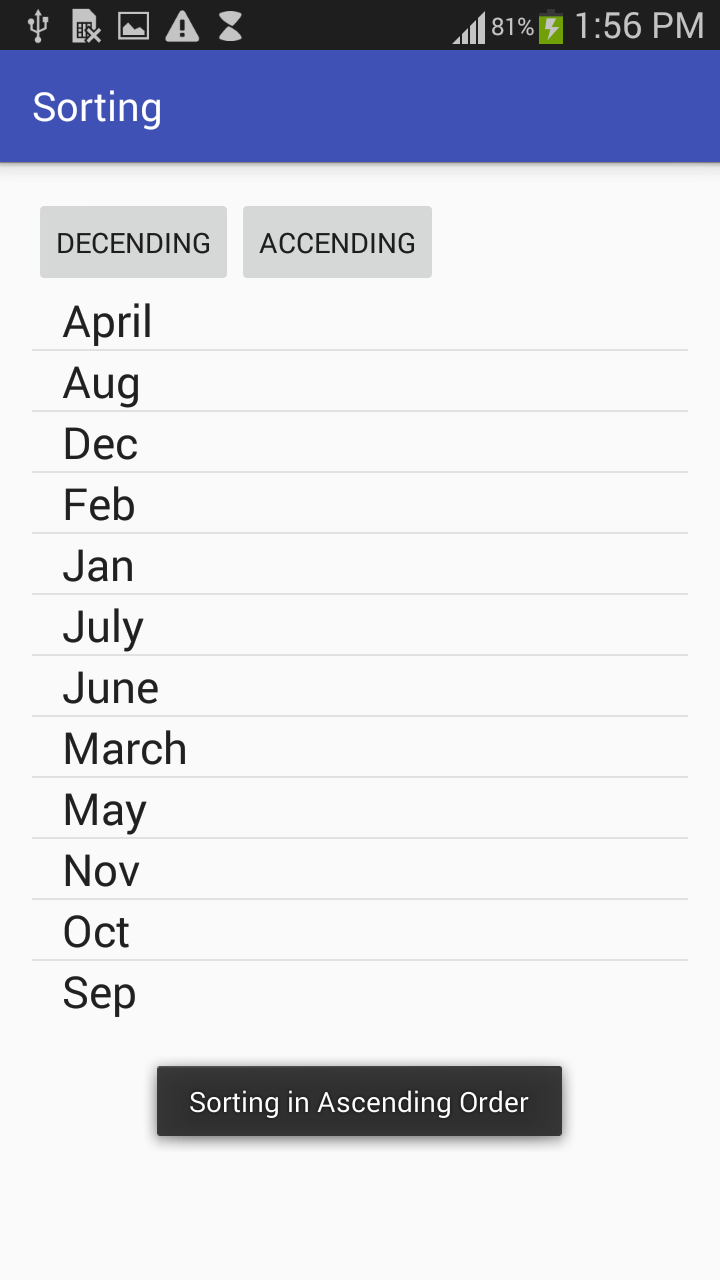 81% 1:56 PM
Sorting
DECENDING ACCENDING
April
Aug
Dec
Feb
Jan
July
June
March
May
Nov
Oct
Sep
Sorting in Ascending Order